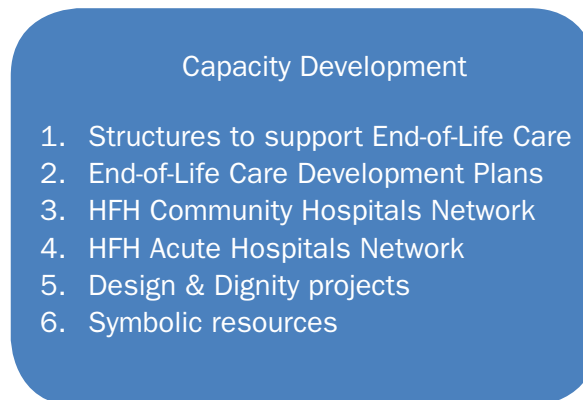 Capacity Development
1. Structures to support End-of-Life Care
2. End-of-Life Care Development Plans
3. HFH Community Hospitals Network
4. HFH Acute Hospitals Network
5. Design & Dignity projects
6. Symbolic resources